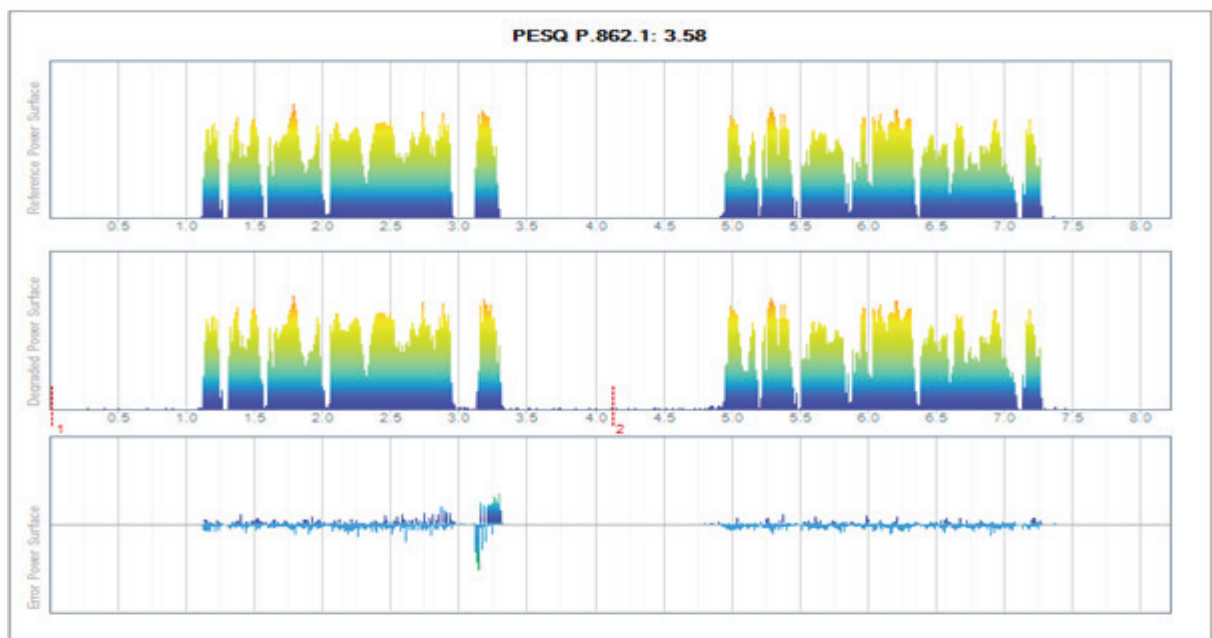 PESQ P.862.1: 3.58
Reference Power Surface
0.5 1.0 1.5 2.0 2.5 3.0 3.5 4.0 4.5 5.0 5.5 6.0 6.5 7.0 7.5 8.0
Degraded Power Surface
0.5 1.0 1.5 2.0 2.5 3.0 3.5 4.0 4.5 5.0 5.5 6.0 6.5 7.0 7.5 8.0
1 2
Error Power Surface